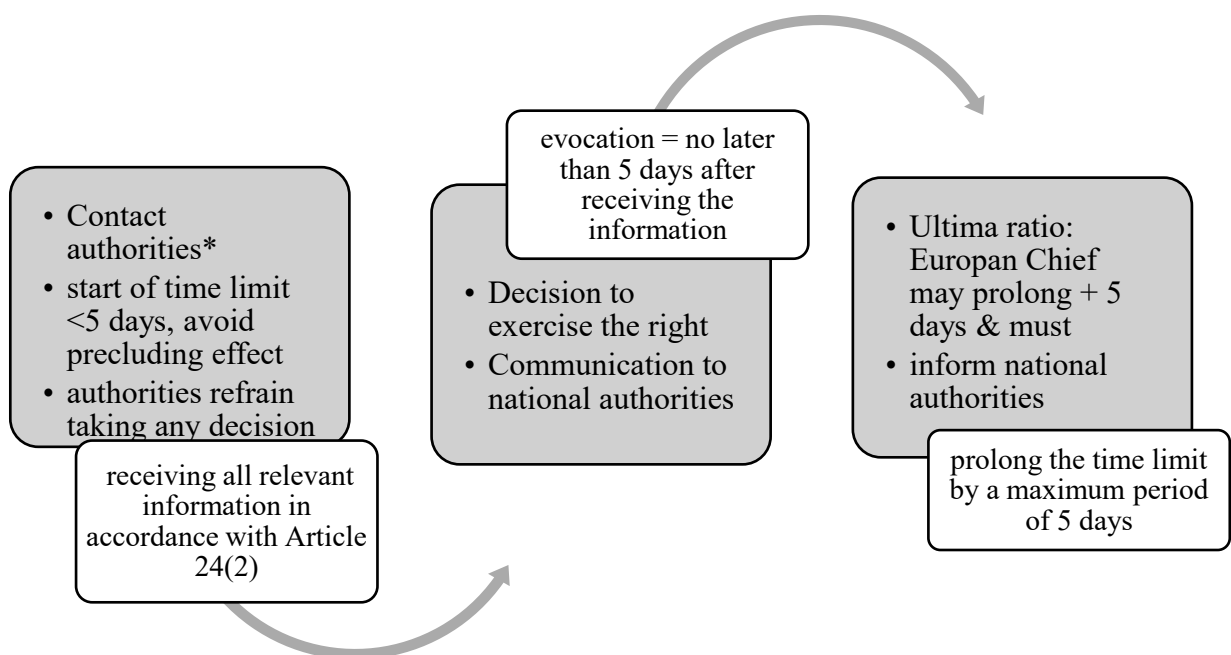 • Contact
authorities*
• start of time limit
<5 days, avoid
precluding effect
• authorities refrain
taking any decision
receiving all relevant
information in
accordance with Article
24(2)
evocation = no later
than 5 days after
receiving the
information
• Decision to
exercise the right
• Communication to
national authorities
• Ultima ratio:
Europan Chief
may prolong + 5
days & must
• inform national
authorities
prolong the time limit
by a maximum period
of 5 days